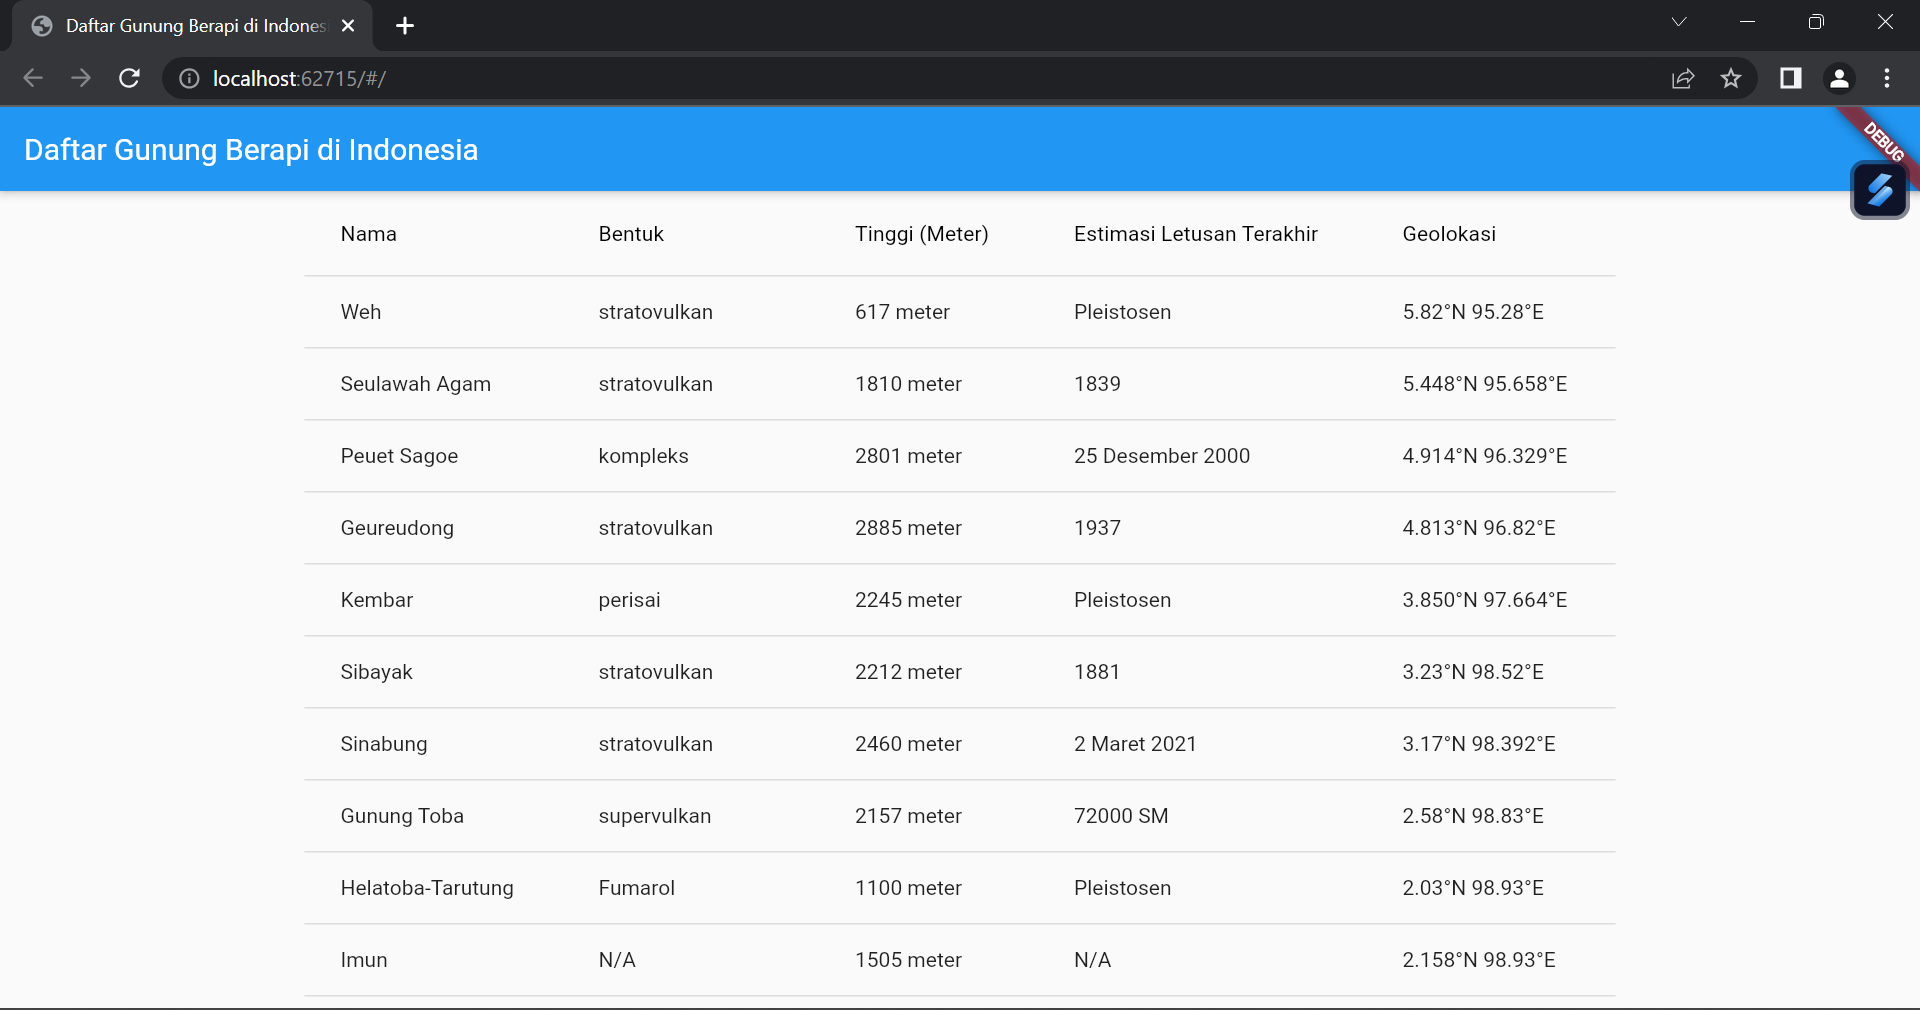 Daftar Gunung Berapi di Indones
localhost:62715/#/
Daftar Gunung Berapi di Indonesia
DEBUG
Nama Bentuk Tinggi (Meter) Estimasi Letusan Terakhir Geolokasi
Weh stratovulkan 617 meter Pleistosen 5.82°N 95.28°E
Seulawah Agam stratovulkan 1810 meter 1839 5.448°N 95.658°E
Peuet Sagoe kompleks 2801 meter 25 Desember 2000 4.914°N 96.329°E
Geureudong stratovulkan 2885 meter 1937 4.813°N 96.82°E
Kembar perisai 2245 meter Pleistosen 3.850°N 97.664°E
Sibayak stratovulkan 2212 meter 1881 3.23°N 98.52°E
Sinabung stratovulkan 2460 meter 2 Maret 2021 3.17°N 98.392°E
Gunung Toba supervulkan 2157 meter 72000 SM 2.58°N 98.83°E
Helatoba-Tarutung Fumarol 1100 meter Pleistosen 2.03°N 98.93°E
Imun N/A 1505 meter N/A 2.158°N 98.93°E